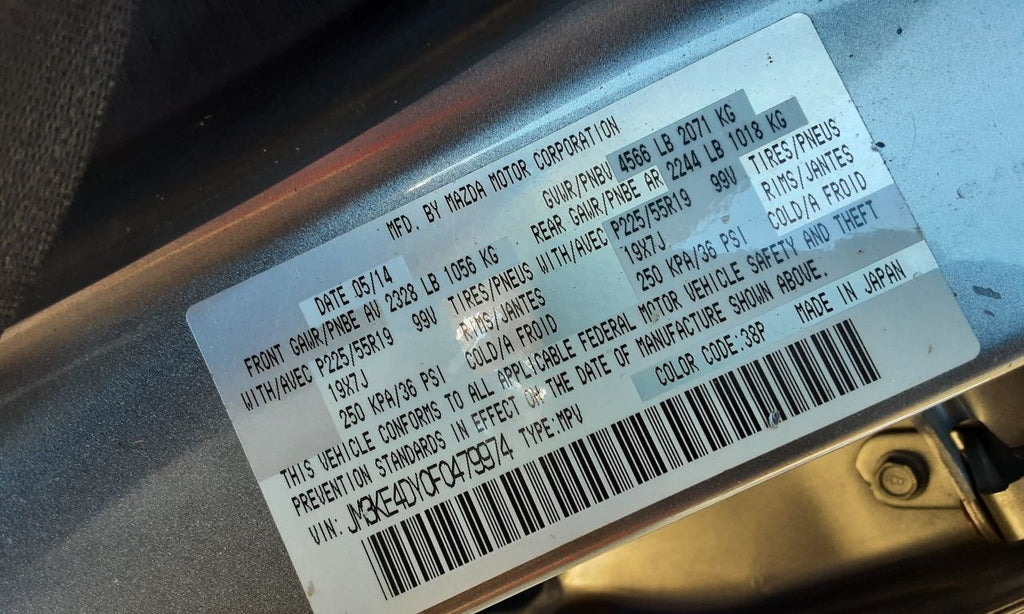 MFD. BY MAZDA MOTOR CORPORATION
DATE 05/14 GVWR/PNBV 4566 LB 2071 KG
FRONT GAWR/PNBE AV 2328 LB 1056 KG REAR GAWR/PNBE AR 2244 LB 1018 KG
WITH/AVEC P225/55R19 99V TIRES/PNEUS WITH/AVEC P225/55R19 99V TIRES/PNEUS
19X7J RIMS/JANTES 19X7J RIMS/JANTES
250 KPA/36 PSI COLD/A FROID 250 KPA/36 PSI COLD/A FROID
THIS VEHICLE CONFORMS TO ALL APPLICABLE FEDERAL MOTOR VEHICLE SAFETY AND THEFT
PREVENTION STANDARDS IN EFFECT ON THE DATE OF MANUFACTURE SHOWN ABOVE.
VIN: JM3KE4DY0F0479974 TYPE:MPV COLOR CODE:38P MADE IN JAPAN